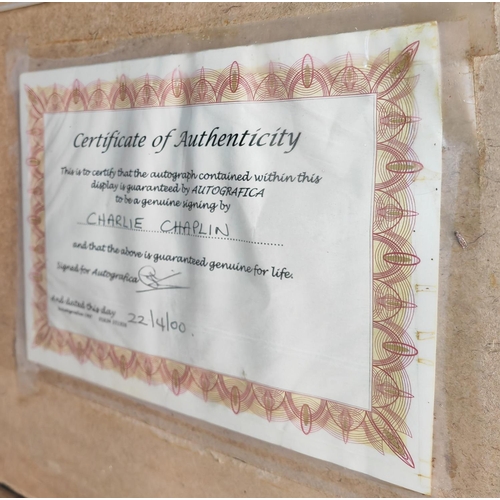 Certificate of Authenticity
This is to certify that the autograph contained within this
display is guaranteed by AUTOGRAFICA
to be a genuine signing by
CHARLIE CHAPLIN
and that the above is guaranteed genuine for life.
Signed for Autografica
And dated this day 22/4/00.